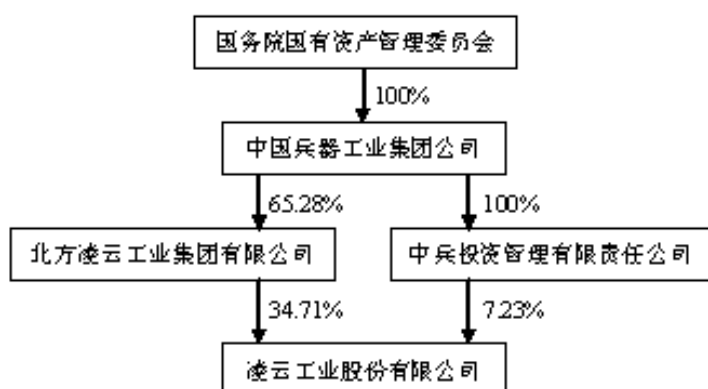 国务院国有资产管理委员会
100%
中国兵器工业集团公司
65.28%
100%
北方凌云工业集团有限公司
中兵投资管理有限责任公司
34.71%
7.23%
凌云工业股份有限公司